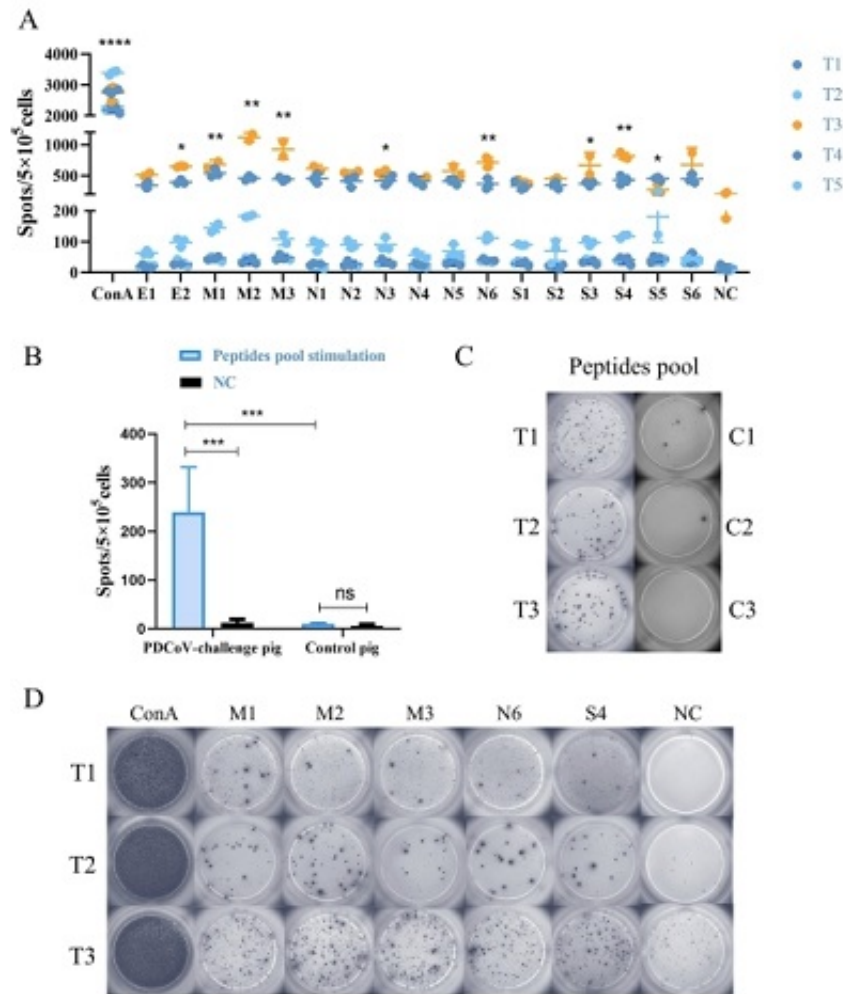 A
Spots/5×10⁵cells
4000
3000
2000
1000
500
200
100
0
**** * ** ** ** * ** * ** *
ConA E1 E2 M1 M2 M3 N1 N2 N3 N4 N5 N6 S1 S2 S3 S4 S5 S6 NC
T1
T2
T3
T4
T5
B
Peptides pool stimulation
NC
Spots/5×10⁵cells
400
300
200
100
0
***
***
ns
PDCoV-challenge pig Control pig
C
Peptides pool
T1 C1
T2 C2
T3 C3
D
ConA M1 M2 M3 N6 S4 NC
T1
T2
T3